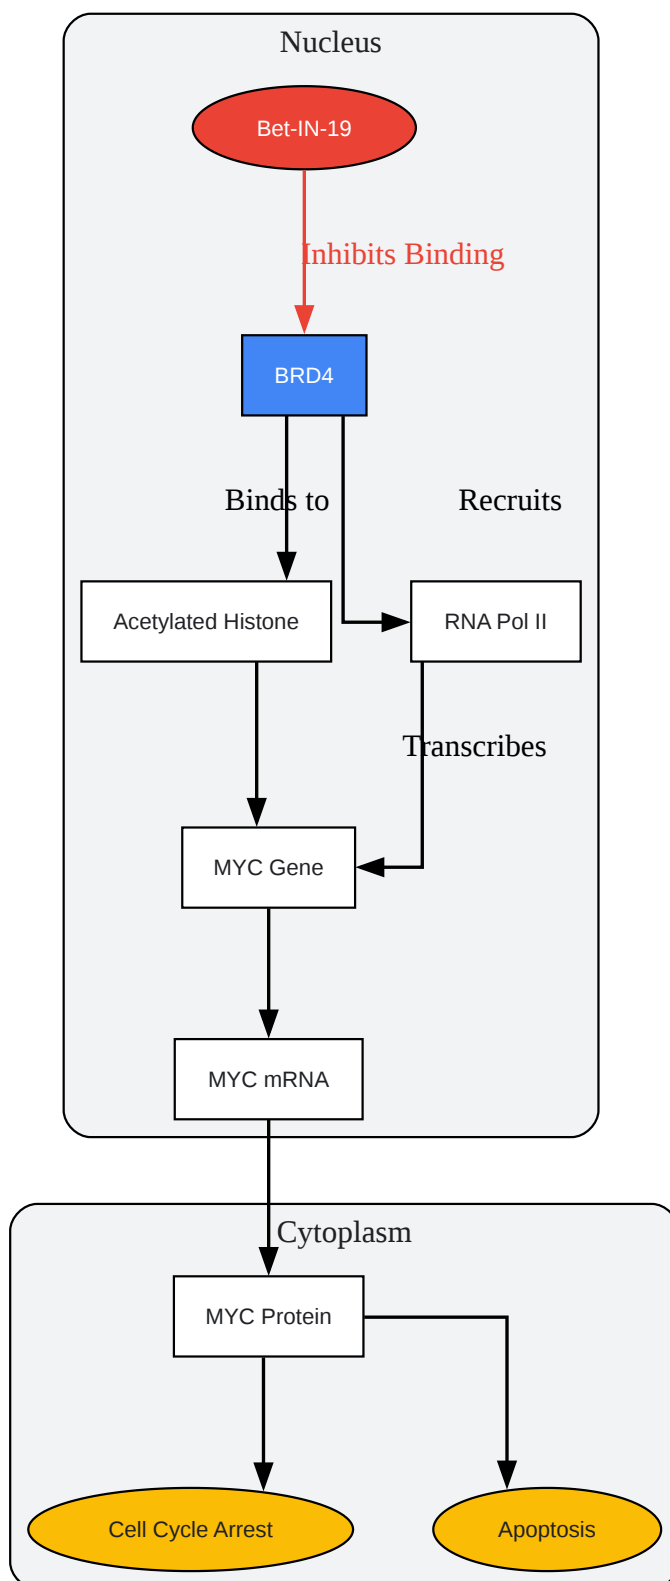 Nucleus
Bet-IN-19
Inhibits Binding
BRD4
Binds to
Recruits
Acetylated Histone
RNA Pol II
Transcribes
MYC Gene
MYC mRNA
Cytoplasm
MYC Protein
Cell Cycle Arrest
Apoptosis